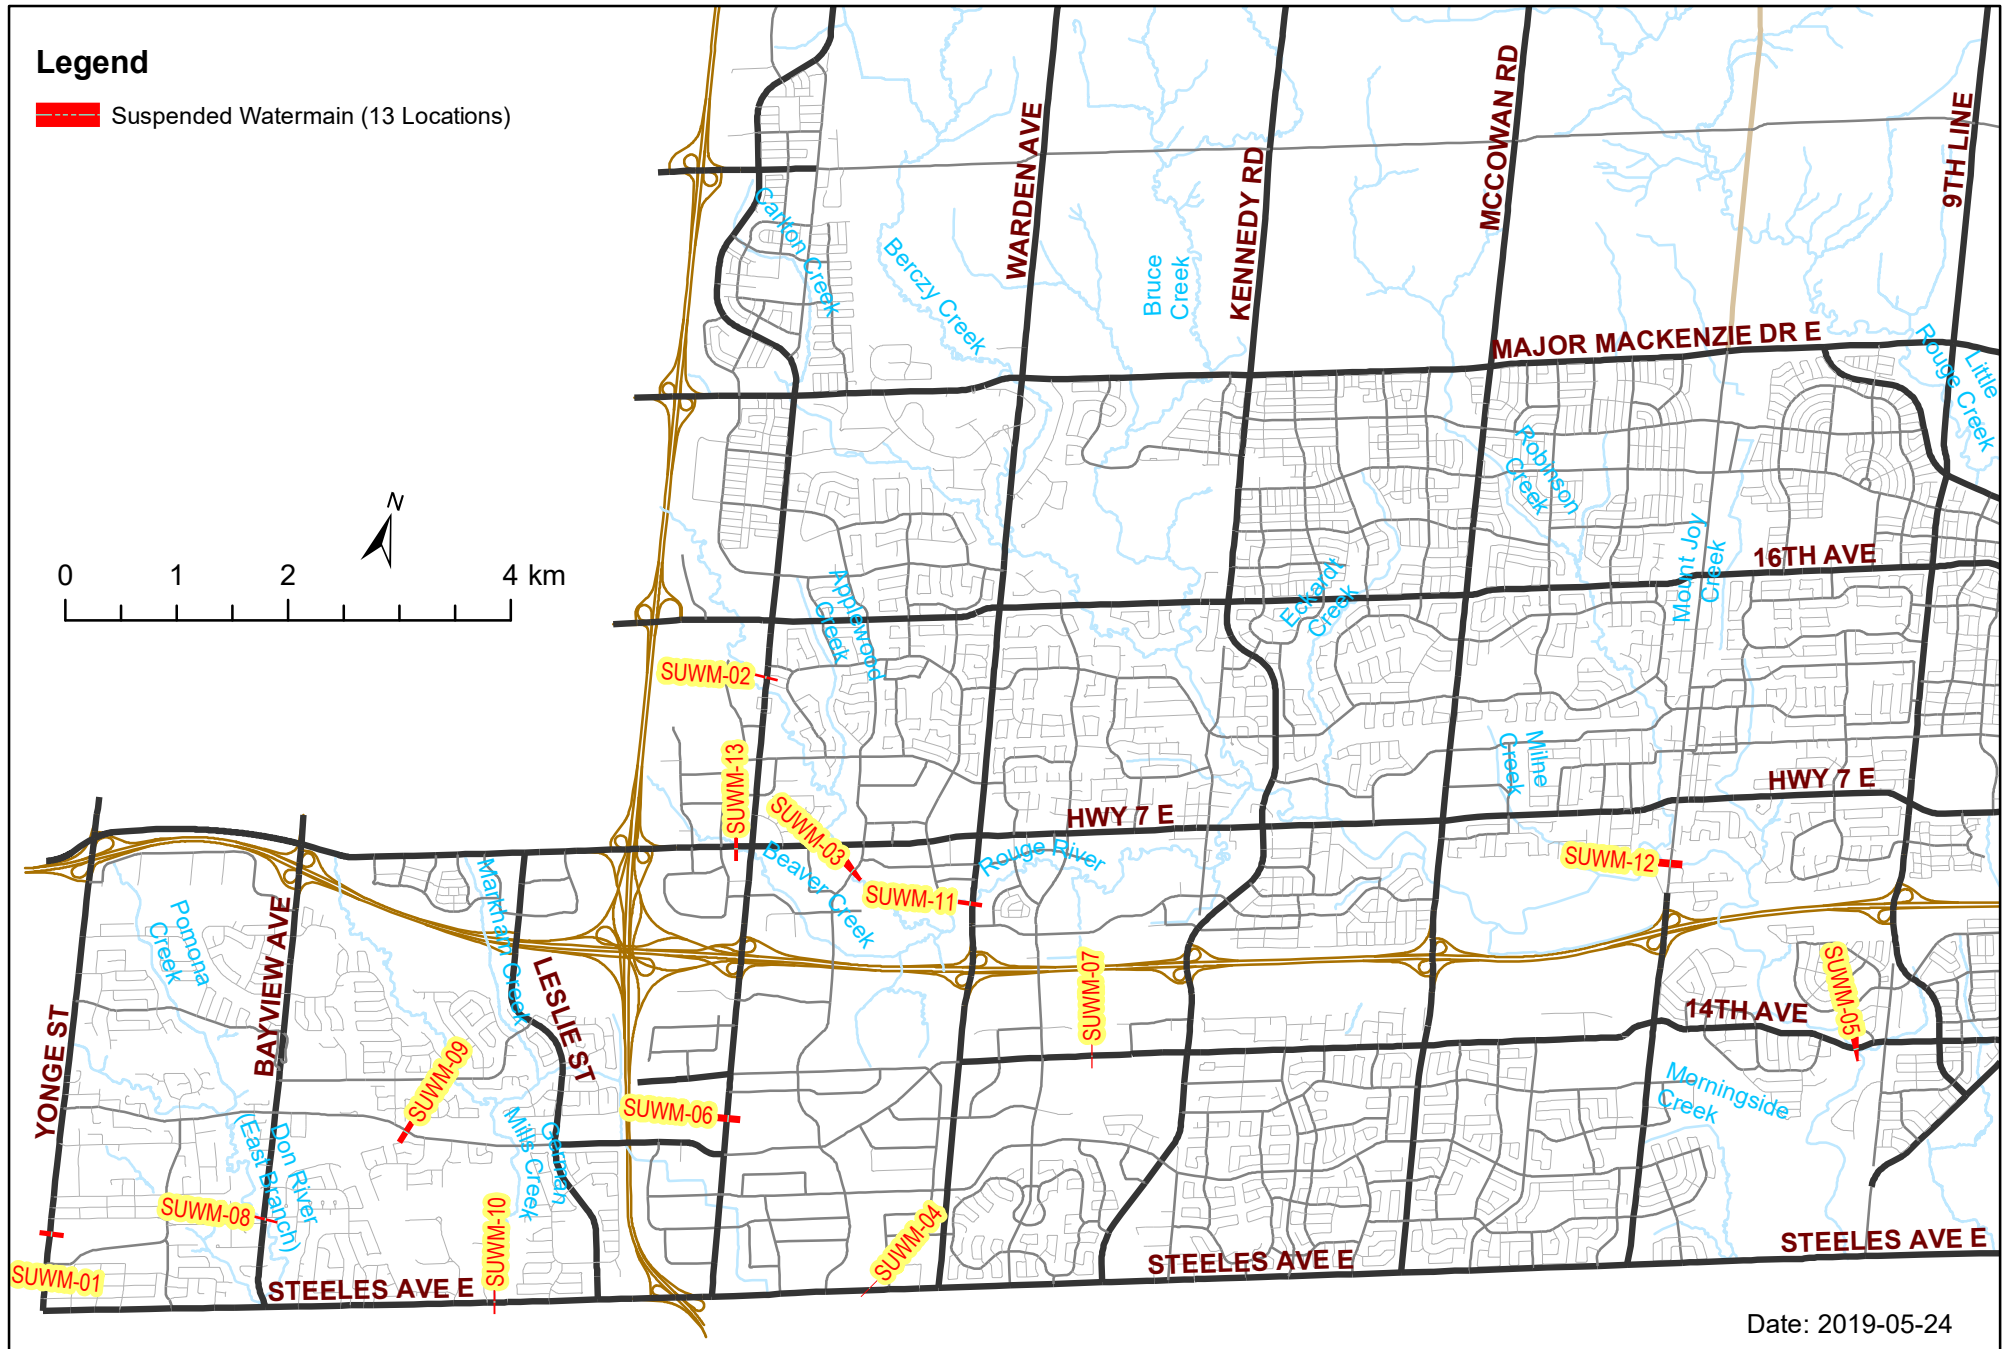 Legend
Suspended Watermain (13 Locations)
N
0 1 2 4 km
WARDEN AVE
KENNEDY RD
MCCOWAN RD
9TH LINE
Carlton Creek
Berczy Creek
Bruce
Creek
MAJOR MACKENZIE DR E
Little
Rouge Creek
Robinson
Creek
Mount Joy
Creek
16TH AVE
Eckardt
Creek
Applewood
Creek
SUWM-02
SUWM-13
SUWM-03
SUWM-11
Beaver Creek
Rouge River
HWY 7 E
Milne
Creek
HWY 7 E
SUWM-12
Pomona
Creek
BAYVIEW AVE
Markham Creek
LESLIE ST
YONGE ST
SUWM-09
SUWM-07
SUWM-05
14TH AVE
Morningside
Creek
SUWM-06
German
Mills Creek
Don River
(East Branch)
SUWM-08
SUWM-10
SUWM-04
SUWM-01
STEELES AVE E
STEELES AVE E
STEELES AVE E
Date: 2019-05-24